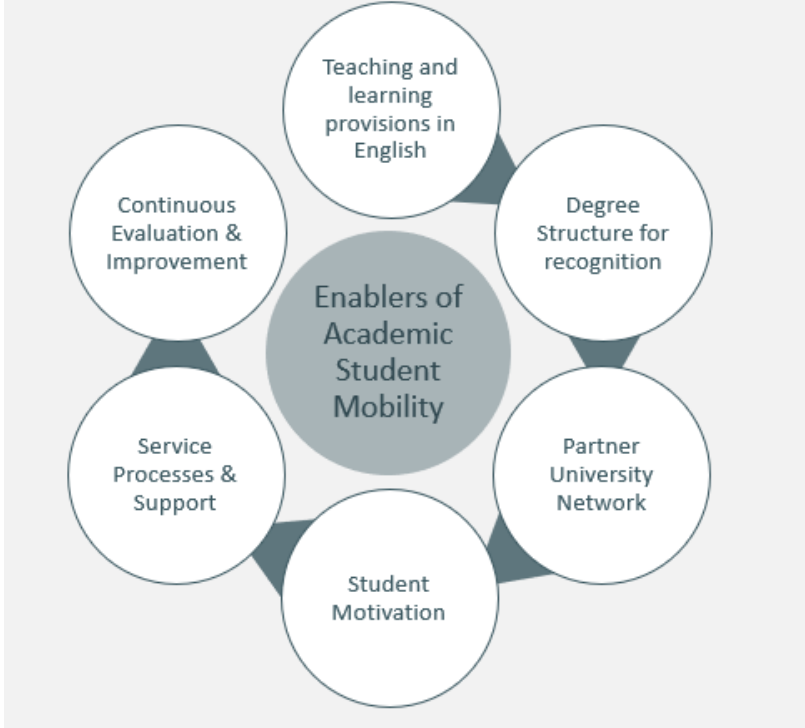 Teaching and
learning
provisions in
English
Degree
Structure for
recognition
Partner
University
Network
Student
Motivation
Service
Processes &
Support
Continuous
Evaluation &
Improvement
Enablers of
Academic
Student
Mobility